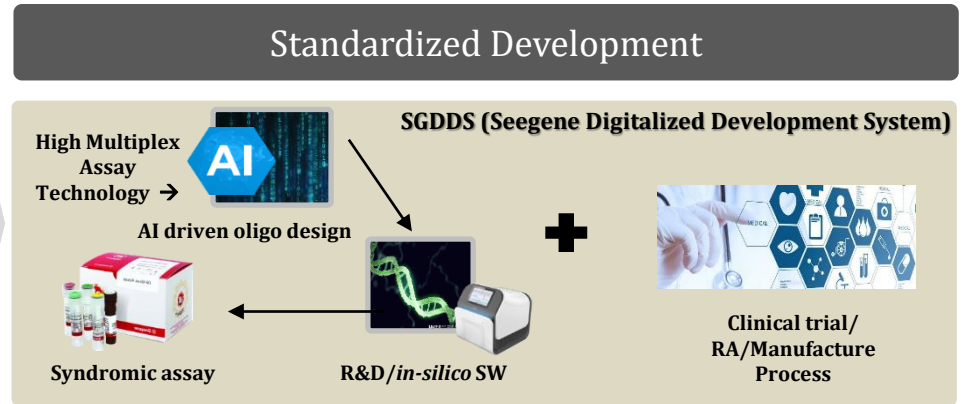 Standardized Development
SGDDS (Seegene Digitalized Development System)
High Multiplex
Assay
Technology →
AI
AI driven oligo design
MEDICAL
Syndromic assay
R&D/in-silico SW
Clinical trial/
RA/Manufacture
Process